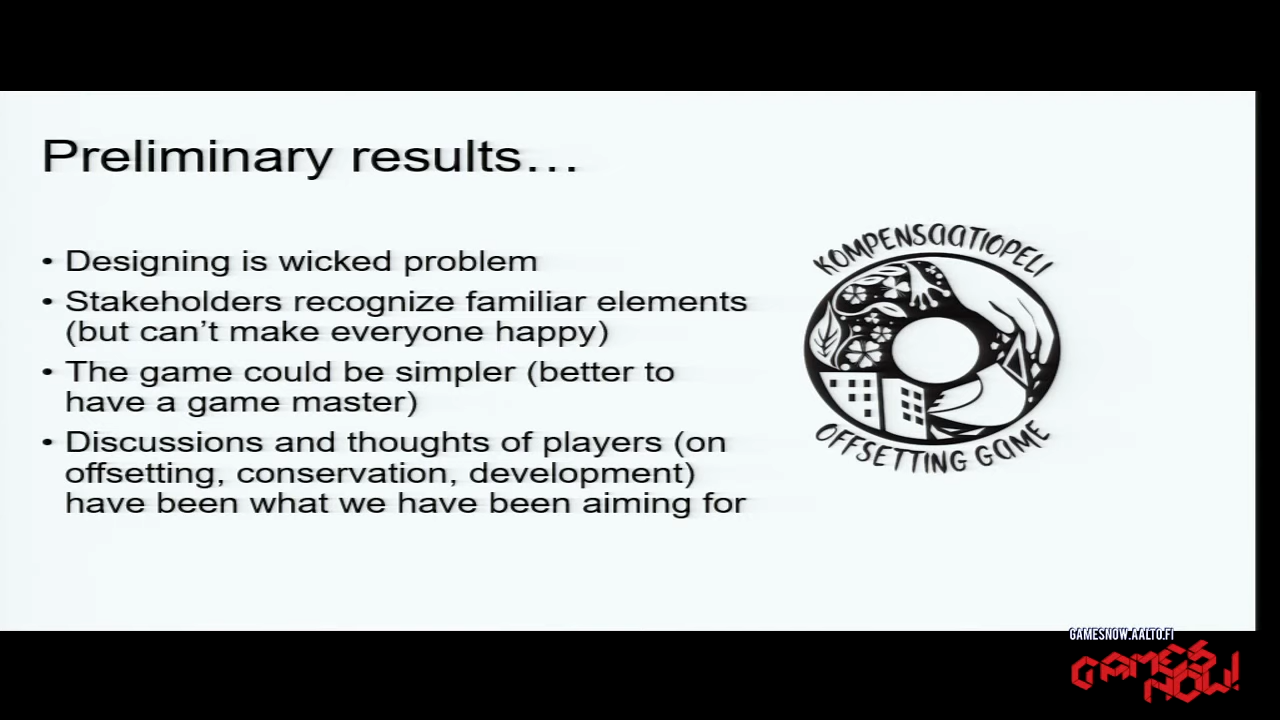 Preliminary results…
• Designing is wicked problem
• Stakeholders recognize familiar elements
(but can't make everyone happy)
• The game could be simpler (better to
have a game master)
• Discussions and thoughts of players (on
offsetting, conservation, development)
have been what we have been aiming for
KOMPENSAATIOPELI
OFFSETTING GAME
GAMESNOW.AALTO.FI
GAMES
NOW!